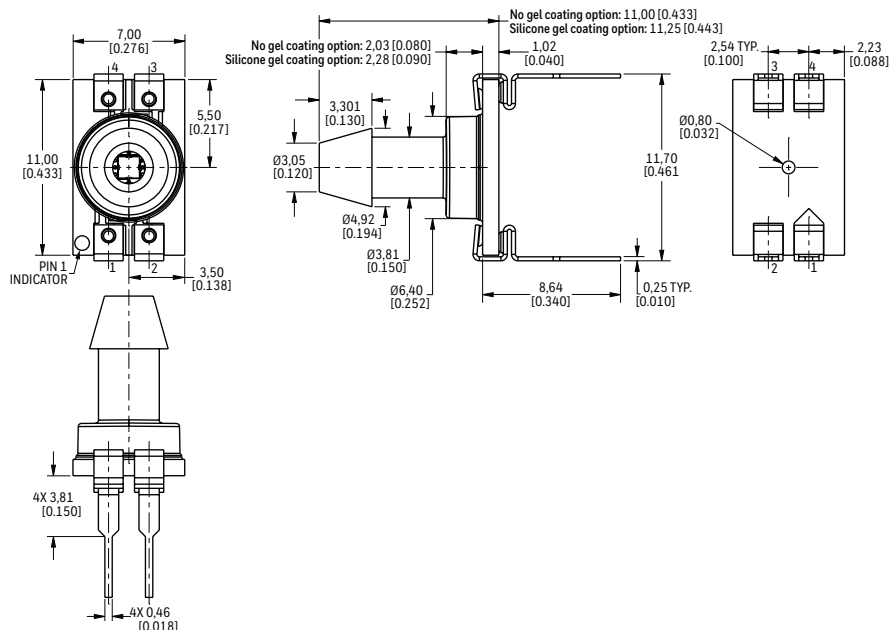 No gel coating option: 11,00 [0.433]
Silicone gel coating option: 11,25 [0.443]
7,00
[0.276]
No gel coating option: 2,03 [0.080]
Silicone gel coating option: 2,28 [0.090]
1,02
[0.040]
2,54 TYP.
[0.100]
2,23
[0.088]
4
3
3
4
5,50
[0.217]
3,301
[0.130]
Ø0,80
[0.032]
11,00
[0.433]
Ø3,05
[0.120]
11,70
[0.461
Ø4,92
[0.194]
Ø3,81
[0.150]
PIN 1
INDICATOR
1
2
3,50
[0.138]
Ø6,40
[0.252]
8,64
[0.340]
0,25 TYP.
[0.010]
2
1
4X 3,81
[0.150]
4X 0,46
[0.018]